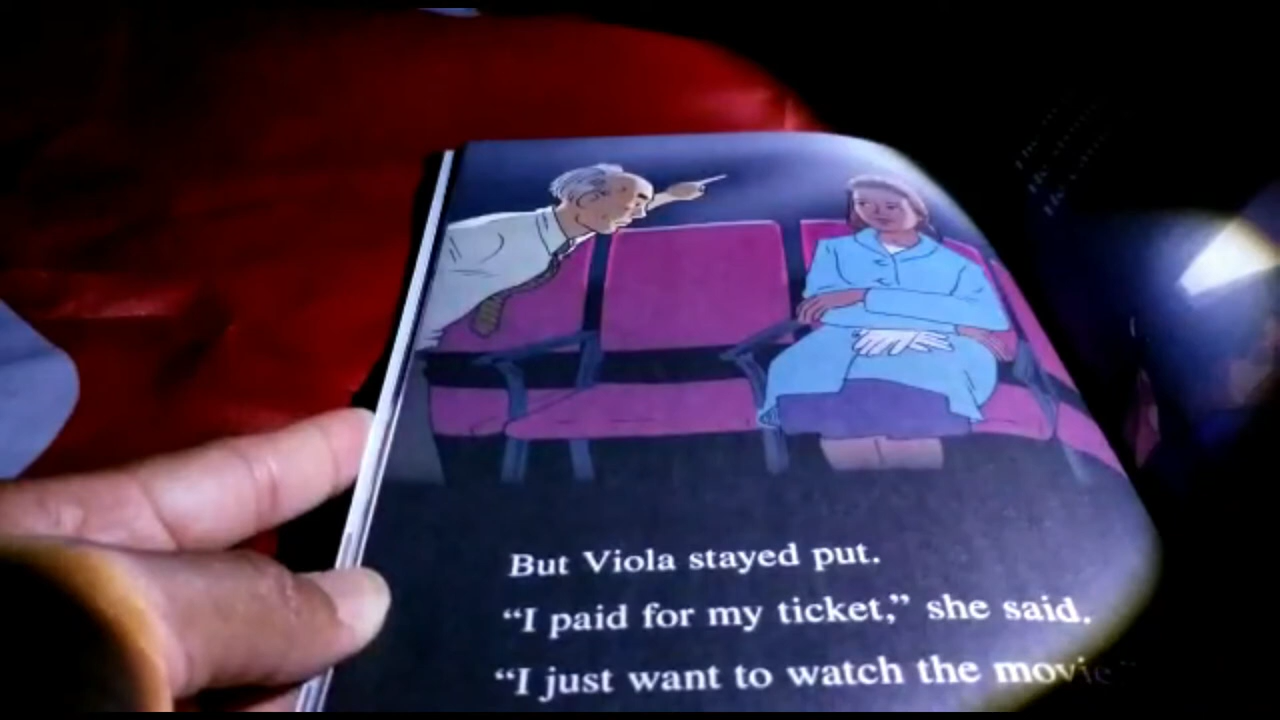 But Viola stayed put.
“I paid for my ticket,” she said.
“I just want to watch the movie”